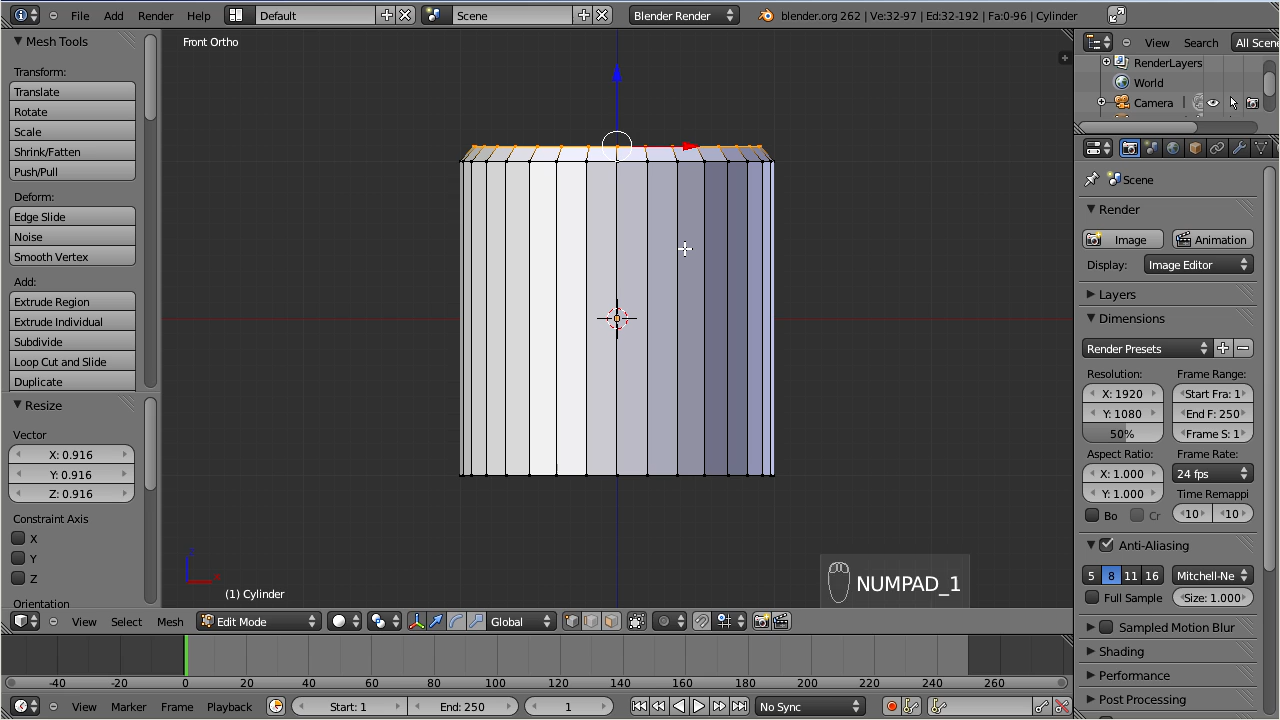 File Add Render Help Default Scene Blender Render blender.org 262 | Ve:32-97 | Ed:32-192 | Fa:0-96 | Cylinder
Mesh Tools
Transform:
Translate
Rotate
Scale
Shrink/Fatten
Push/Pull
Deform:
Edge Slide
Noise
Smooth Vertex
Add:
Extrude Region
Extrude Individual
Subdivide
Loop Cut and Slide
Duplicate
Resize
Vector
X: 0.916
Y: 0.916
Z: 0.916
Constraint Axis
X
Y
Z
Orientation
Front Ortho
(1) Cylinder
NUMPAD_1
View Select Mesh Edit Mode Global
-40 -20 0 20 40 60 80 100 120 140 160 180 200 220 240 260
View Marker Frame Playback Start: 1 End: 250 1 No Sync
View Search All Scene
RenderLayers
World
Camera
Scene
Render
Image Animation
Display: Image Editor
Layers
Dimensions
Render Presets
Resolution: Frame Range:
X: 1920 Start Fra: 1
Y: 1080 End F: 250
50% Frame S: 1
Aspect Ratio: Frame Rate:
X: 1.000 24 fps
Y: 1.000 Time Remappi
Bo Cr 10 10
Anti-Aliasing
5 8 11 16 Mitchell-Ne
Full Sample Size: 1.000
Sampled Motion Blur
Shading
Performance
Post Processing